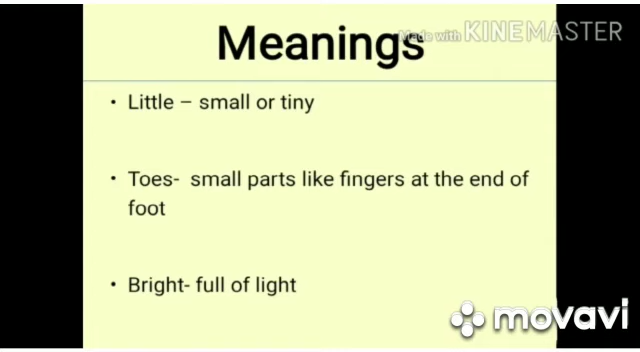 Meanings
Made with KINEMASTER
• Little – small or tiny
• Toes- small parts like fingers at the end of
foot
• Bright- full of light
movavi